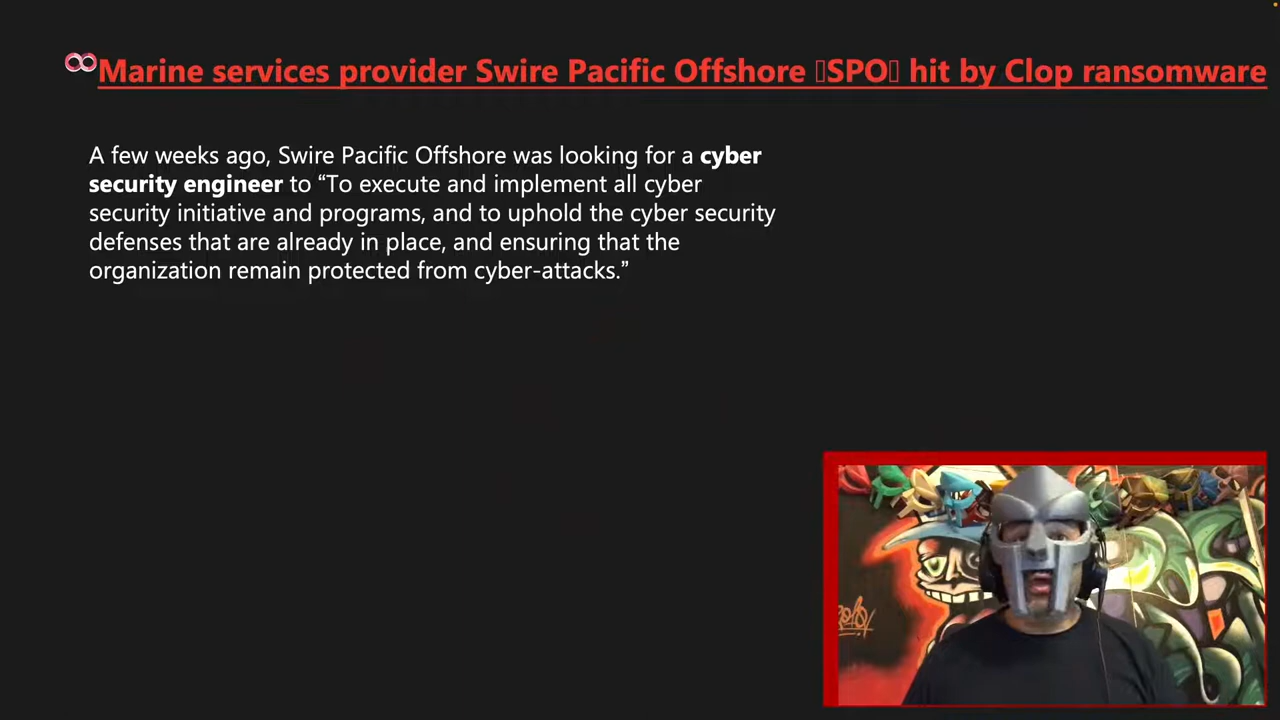 Marine services provider Swire Pacific Offshore SPO hit by Clop ransomware
A few weeks ago, Swire Pacific Offshore was looking for a cyber
security engineer to “To execute and implement all cyber
security initiative and programs, and to uphold the cyber security
defenses that are already in place, and ensuring that the
organization remain protected from cyber-attacks.”